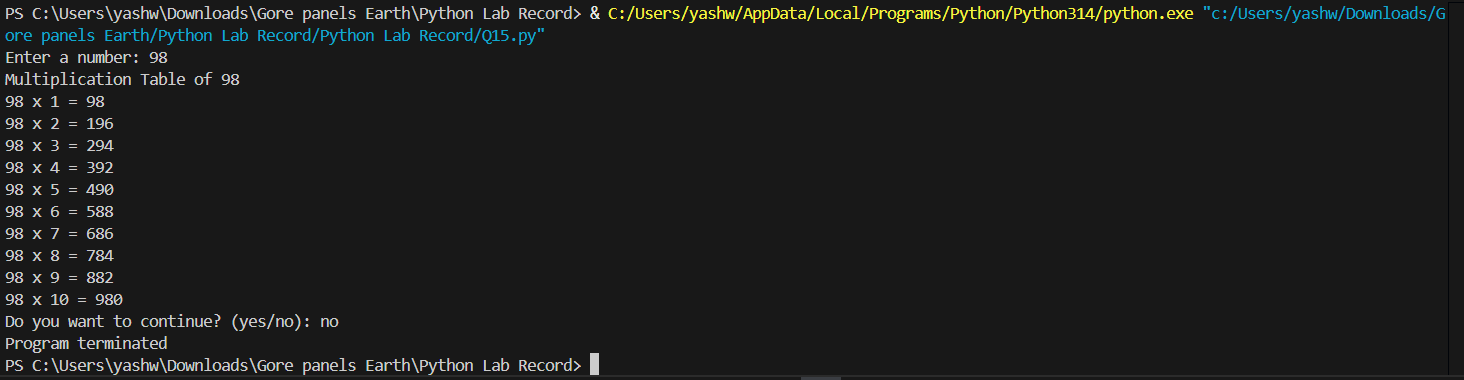 PS C:\Users\yashw\Downloads\Gore panels Earth\Python Lab Record> & C:/Users/yashw/AppData/Local/Programs/Python/Python314/python.exe "c:/Users/yashw/Downloads/G
ore panels Earth/Python Lab Record/Python Lab Record/Q15.py"
Enter a number: 98
Multiplication Table of 98
98 x 1 = 98
98 x 2 = 196
98 x 3 = 294
98 x 4 = 392
98 x 5 = 490
98 x 6 = 588
98 x 7 = 686
98 x 8 = 784
98 x 9 = 882
98 x 10 = 980
Do you want to continue? (yes/no): no
Program terminated
PS C:\Users\yashw\Downloads\Gore panels Earth\Python Lab Record>